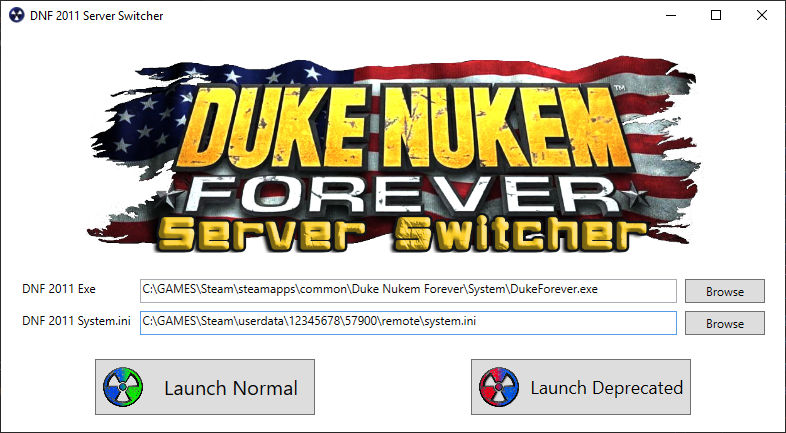 DNF 2011 Server Switcher
DUKE NUKEM™
FOREVER
Server Switcher
DNF 2011 Exe C:\GAMES\Steam\steamapps\common\Duke Nukem Forever\System\DukeForever.exe Browse
DNF 2011 System.ini C:\GAMES\Steam\userdata\12345678\57900\remote\system.ini Browse
Launch Normal Launch Deprecated